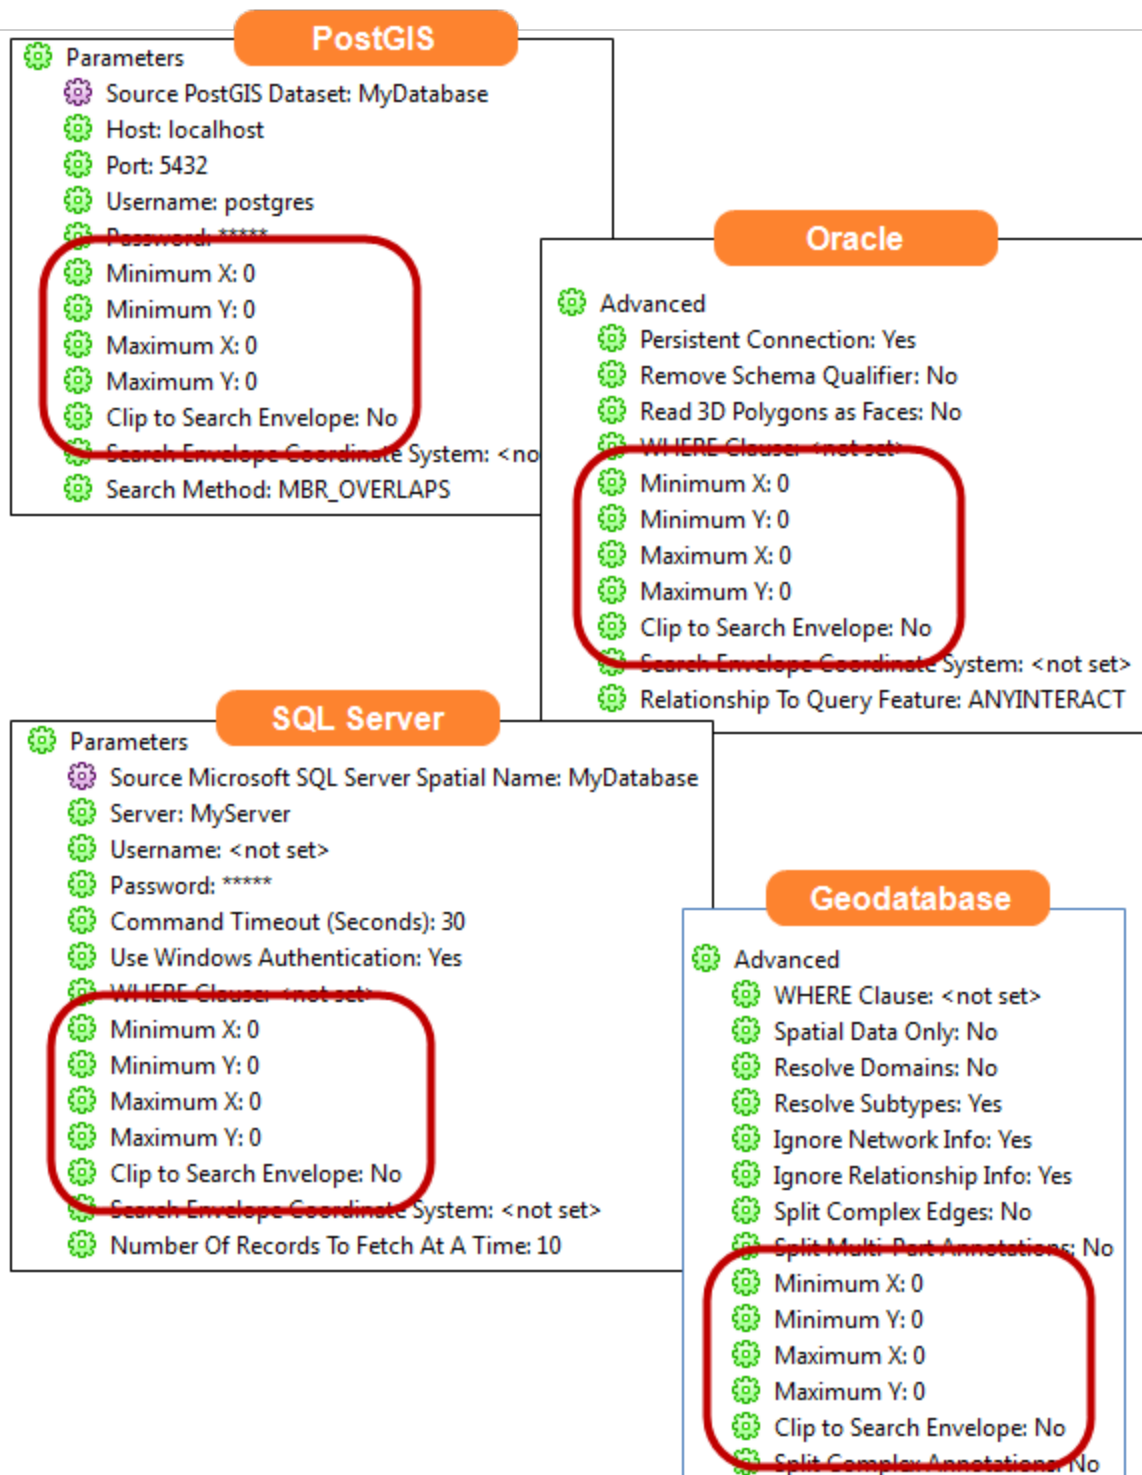 PostGIS
Parameters
Source PostGIS Dataset: MyDatabase
Host: localhost
Port: 5432
Username: postgres
Password: *****
Minimum X: 0
Minimum Y: 0
Maximum X: 0
Maximum Y: 0
Clip to Search Envelope: No
Search Envelope Coordinate System: <no
Search Method: MBR_OVERLAPS
Oracle
Advanced
Persistent Connection: Yes
Remove Schema Qualifier: No
Read 3D Polygons as Faces: No
WHERE Clause: <not set>
Minimum X: 0
Minimum Y: 0
Maximum X: 0
Maximum Y: 0
Clip to Search Envelope: No
Search Envelope Coordinate System: <not set>
Relationship To Query Feature: ANYINTERACT
SQL Server
Parameters
Source Microsoft SQL Server Spatial Name: MyDatabase
Server: MyServer
Username: <not set>
Password: *****
Command Timeout (Seconds): 30
Use Windows Authentication: Yes
WHERE Clause: <not set>
Minimum X: 0
Minimum Y: 0
Maximum X: 0
Maximum Y: 0
Clip to Search Envelope: No
Search Envelope Coordinate System: <not set>
Number Of Records To Fetch At A Time: 10
Geodatabase
Advanced
WHERE Clause: <not set>
Spatial Data Only: No
Resolve Domains: No
Resolve Subtypes: Yes
Ignore Network Info: Yes
Ignore Relationship Info: Yes
Split Complex Edges: No
Split Multi-Part Annotations: No
Minimum X: 0
Minimum Y: 0
Maximum X: 0
Maximum Y: 0
Clip to Search Envelope: No
Split Complex Annotations: No